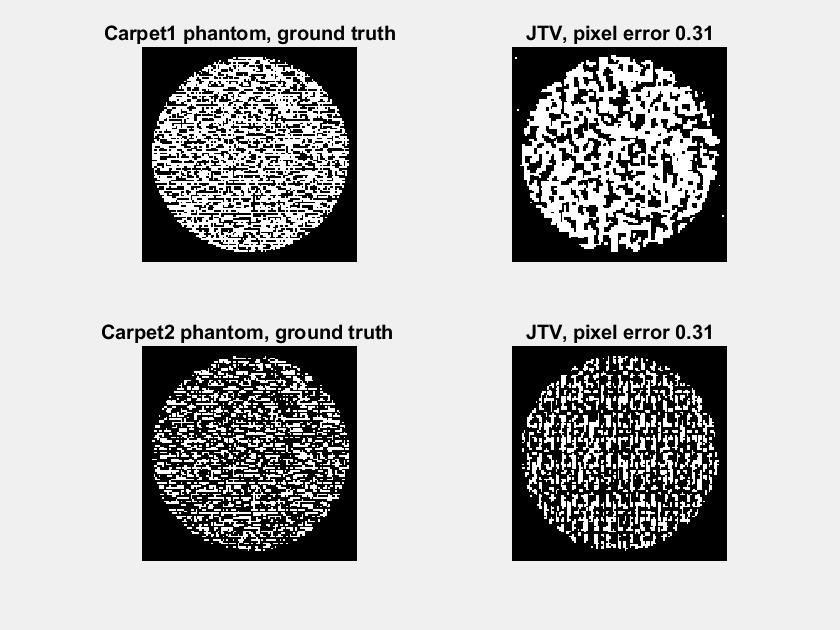 Carpet1 phantom, ground truth
JTV, pixel error 0.31
Carpet2 phantom, ground truth
JTV, pixel error 0.31